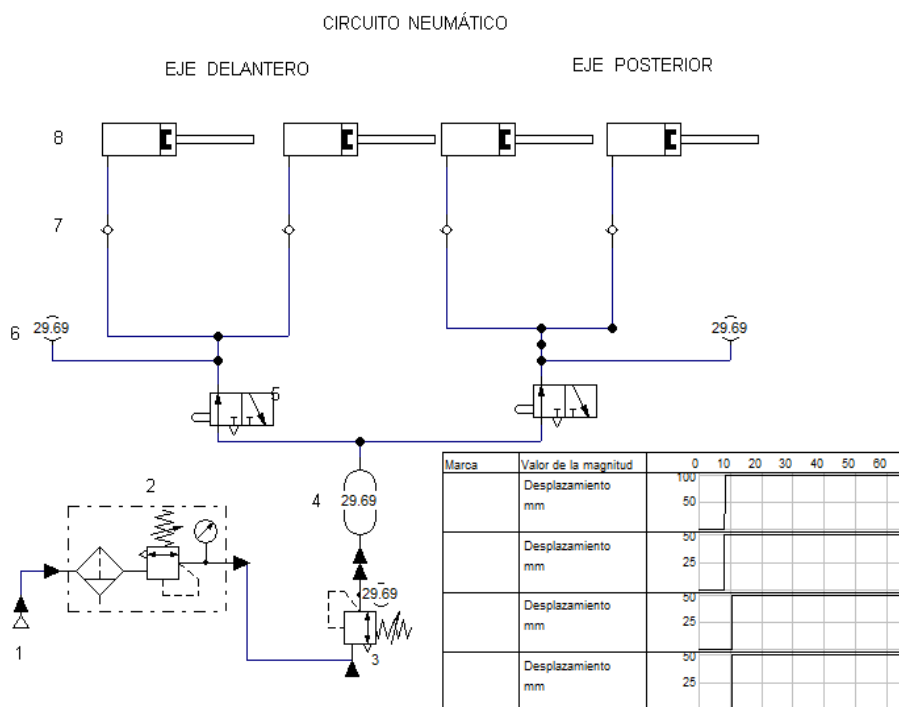 CIRCUITO NEUMÁTICO
EJE DELANTERO
EJE POSTERIOR
8
7
6
29.69
29.69
5
2
4
29.69
29.69
1
3
Marca Valor de la magnitud 0 10 20 30 40 50 60
Desplazamiento 100
mm 50
Desplazamiento 50
mm 25
Desplazamiento 50
mm 25
Desplazamiento 50
mm 25